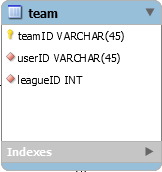 team
teamID VARCHAR(45)
userID VARCHAR(45)
leagueID INT
Indexes